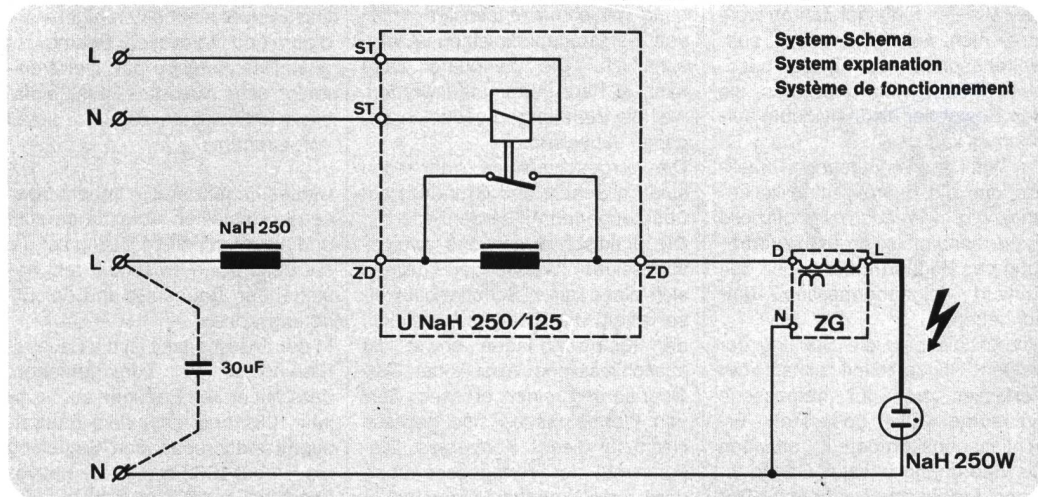 System-Schema
System explanation
Système de fonctionnement
L
ST
N
ST
NaH 250
L
ZD
ZD
D
L
U NaH 250/125
N
ZG
30uF
N
NaH 250W